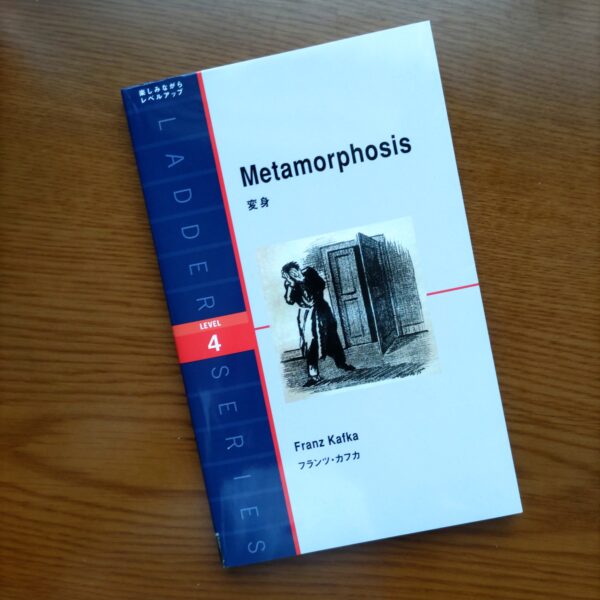 楽しみながら
レベルアップ
LADDER SERIES
LEVEL
4
Metamorphosis
変身
Franz Kafka
フランツ・カフカ